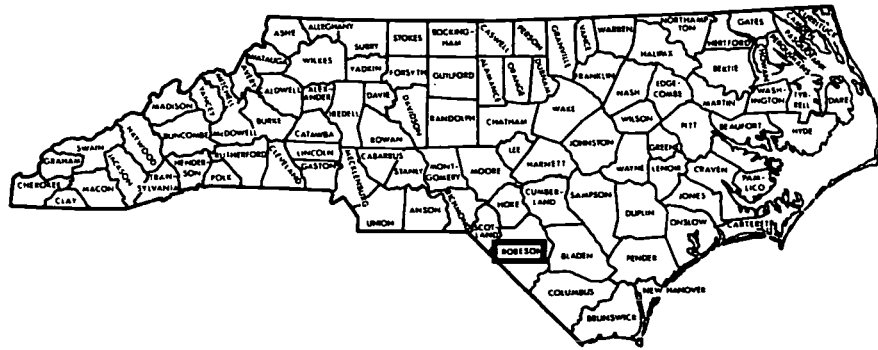 ASHE
ALLEGHANY
SURRY
STOKES
ROCKING-
HAM
CASWELL
PERSON
GRANVILLE
VANCE
WARREN
NORTHAMP-
TON
GATES
HERTFORD
HALIFAX
CURRITUCK
WATAUGA
WILKES
YADKIN
FORSYTH
GUILFORD
ALAMANCE
ORANGE
DURHAM
FRANKLIN
NASH
EDGE-
COMBE
BERTIE
MITCHELL
AVERY
CALDWELL
ALEX-
ANDER
IREDELL
DAVIE
DAVIDSON
RANDOLPH
CHATHAM
WAKE
WILSON
MARTIN
WASH-
INGTON
TYR-
RELL
DARE
MADISON
YANCEY
BURKE
CATAWBA
ROWAN
JOHNSTON
GREENE
PITT
BEAUFORT
HYDE
HAYWOOD
BUNCOMBE
McDOWELL
LINCOLN
CABARRUS
STANLY
MONT-
GOMERY
MOORE
LEE
HARNETT
WAYNE
LENOIR
CRAVEN
PAM-
LICO
SWAIN
GRAHAM
JACKSON
HENDER-
SON
RUTHERFORD
CLEVELAND
GASTON
MECKLENBURG
CHEROKEE
CLAY
MACON
TRAN-
SYLVANIA
POLK
UNION
ANSON
RICHMOND
SCOT-
LAND
HOKE
CUMBER-
LAND
SAMPSON
DUPLIN
JONES
ONSLOW
CARTERET
ROBESON
BLADEN
PENDER
COLUMBUS
NEW HANOVER
BRUNSWICK